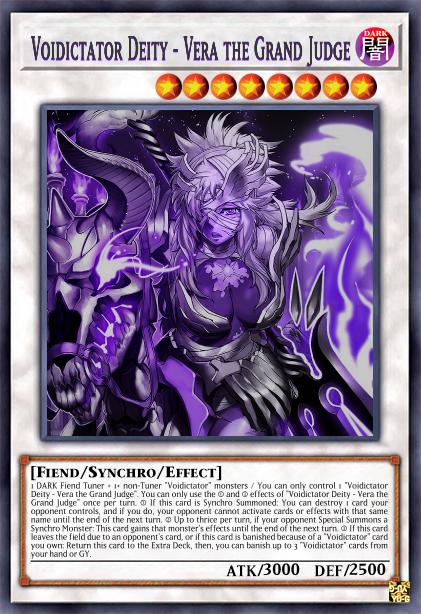 Voidictator Deity - Vera the Grand Judge
DARK
闇
[Fiend/Synchro/Effect]
1 DARK Fiend Tuner + 1+ non-Tuner "Voidictator" monsters / You can only control 1 "Voidictator
Deity - Vera the Grand Judge". You can only use the ① and ③ effects of "Voidictator Deity - Vera the
Grand Judge" once per turn. ① If this card is Synchro Summoned: You can destroy 1 card your
opponent controls, and if you do, your opponent cannot activate cards or effects with that same
name until the end of the next turn. ② Up to thrice per turn, if your opponent Special Summons a
Synchro Monster: This card gains that monster's effects until the end of the next turn. ③ If this card
leaves the field due to an opponent's card, or if this card is banished because of a "Voidictator" card
you own: Return this card to the Extra Deck, then, you can banish up to 3 "Voidictator" cards from
your hand or GY.
ATK/3000 DEF/2500